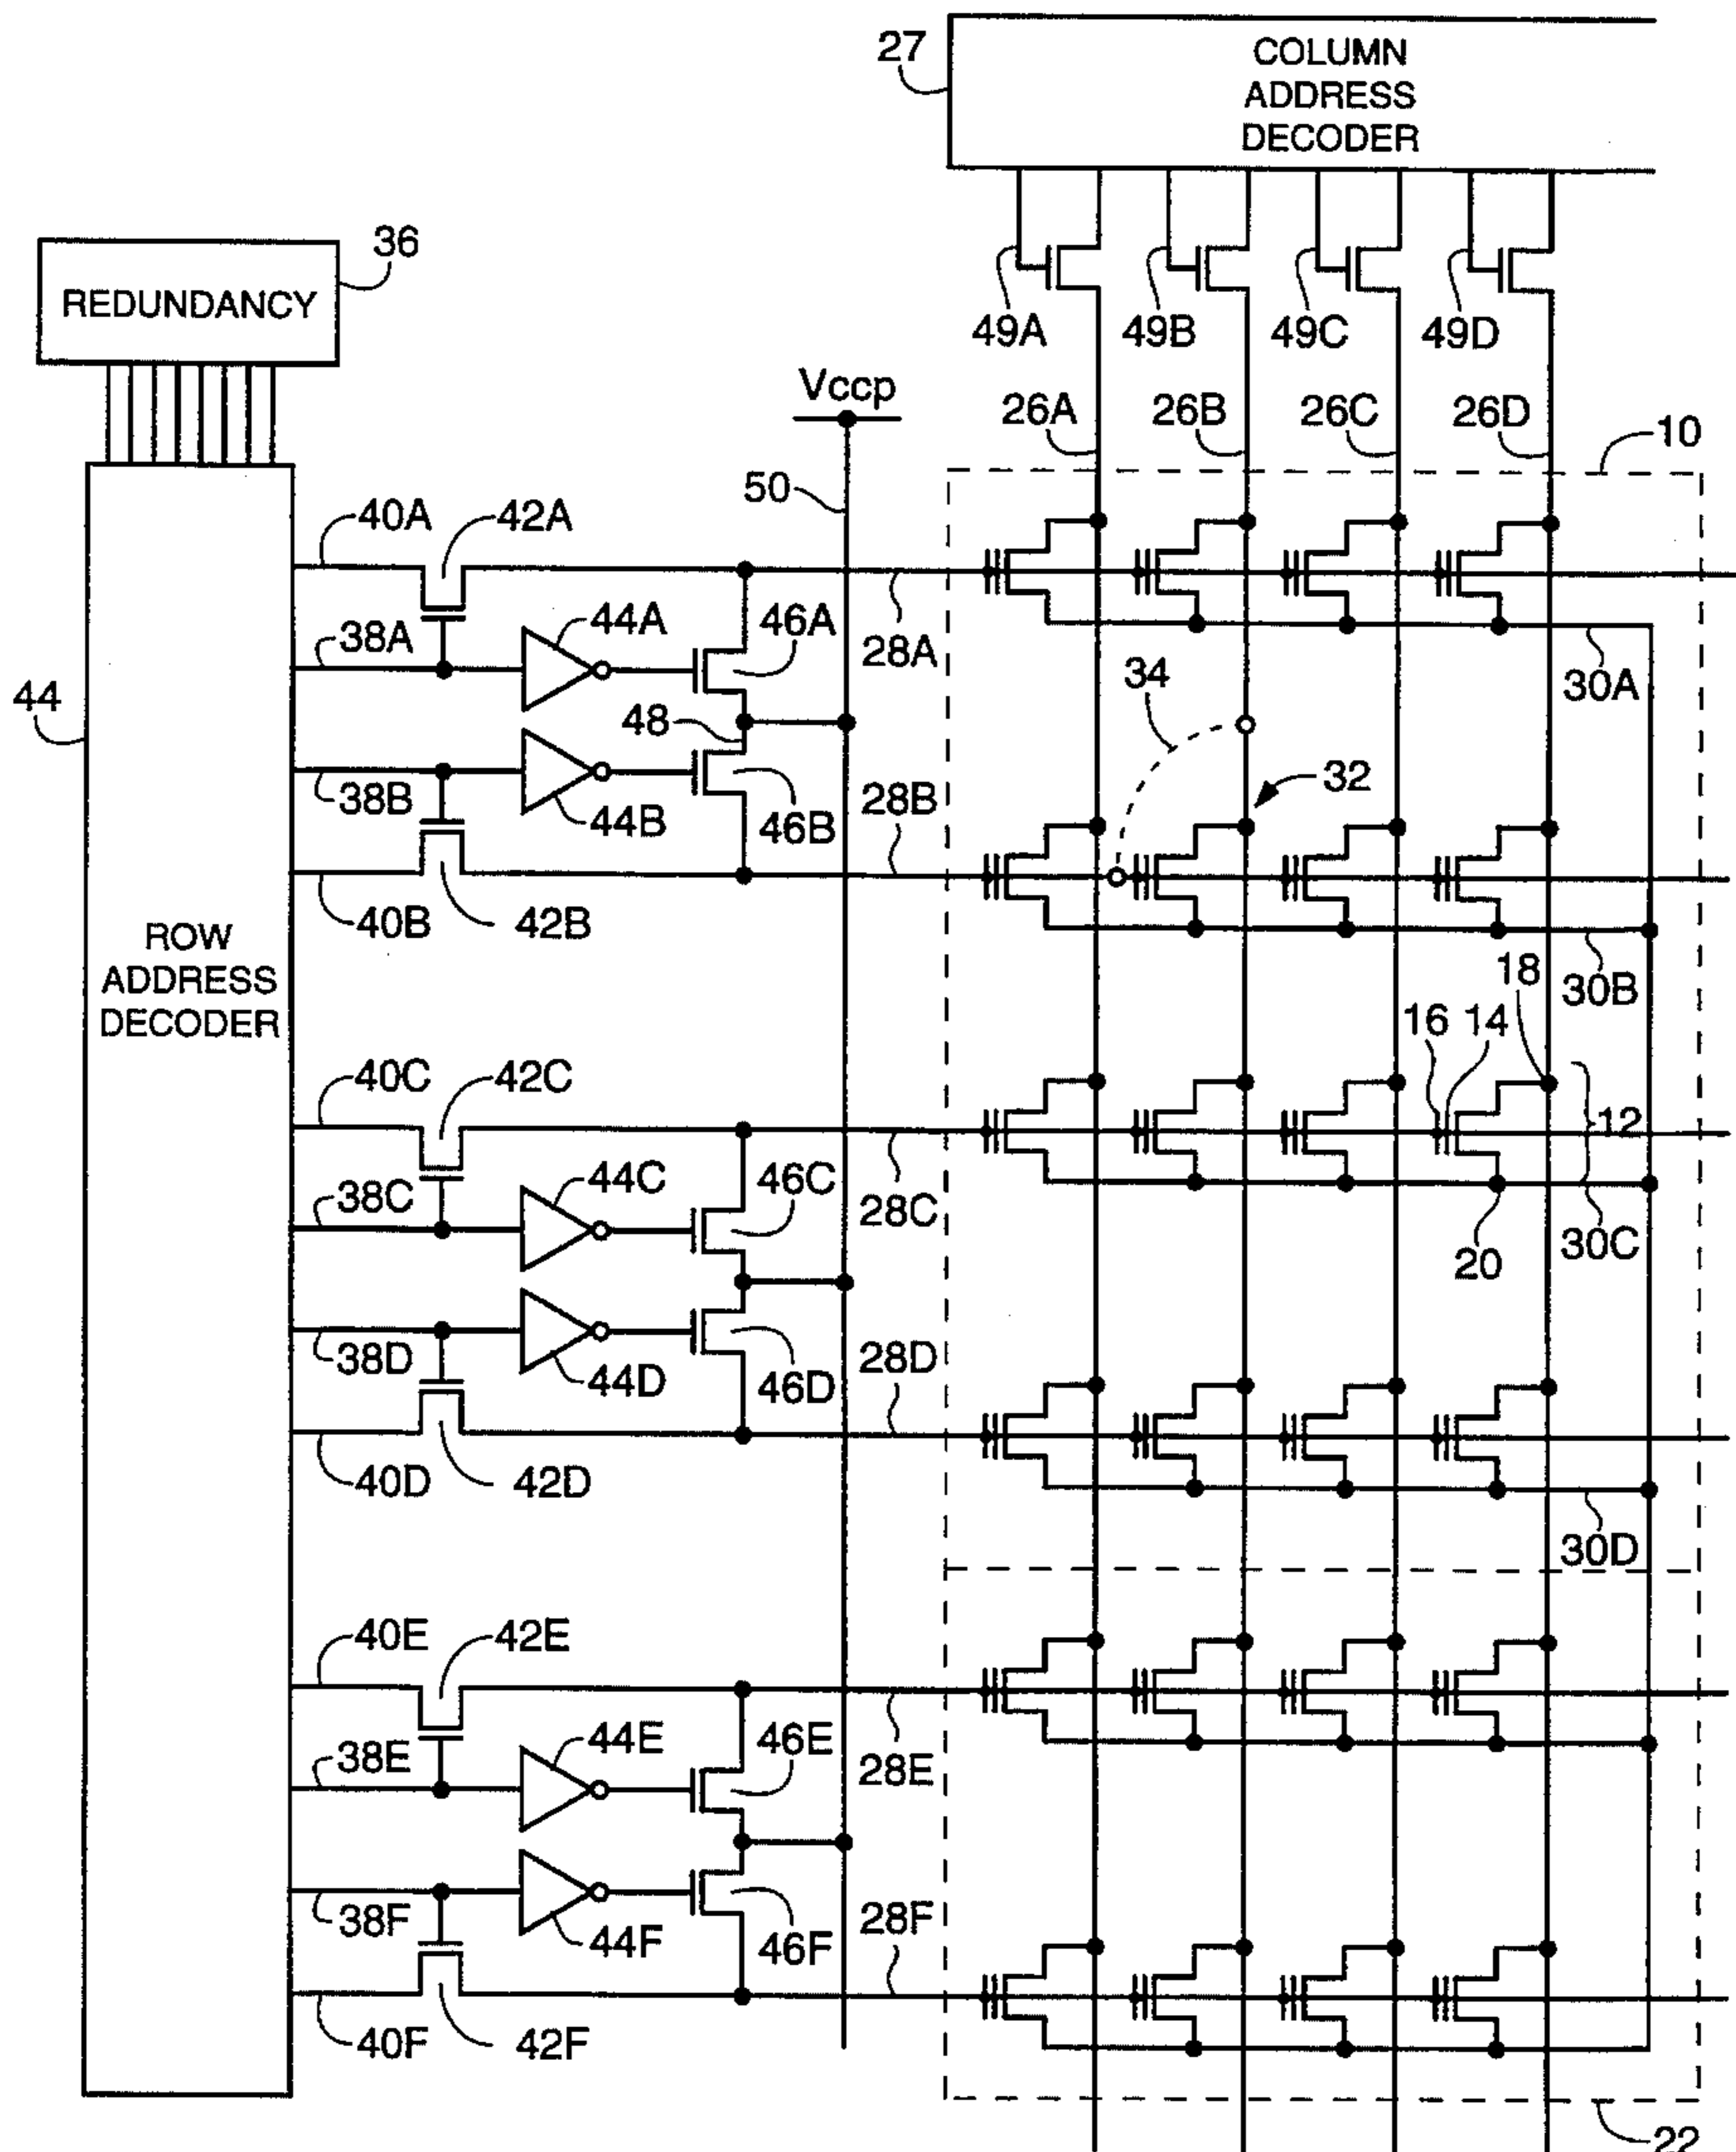 27
COLUMN
ADDRESS
DECODER
36
REDUNDANCY
49A 49B 49C 49D
Vccp
26A 26B 26C 26D
10
50
40A 42A
38A 44A 46A 28A
34
30A
44
48
32
38B 44B 46B 28B
40B 42B
ROW
ADDRESS
DECODER
30B
18
16 14
40C 42C
12
38C 44C 46C 28C
30C
20
38D 44D 46D 28D
40D 42D
30D
40E 42E
38E 44E 46E 28E
38F 44F 46F 28F
40F 42F
22